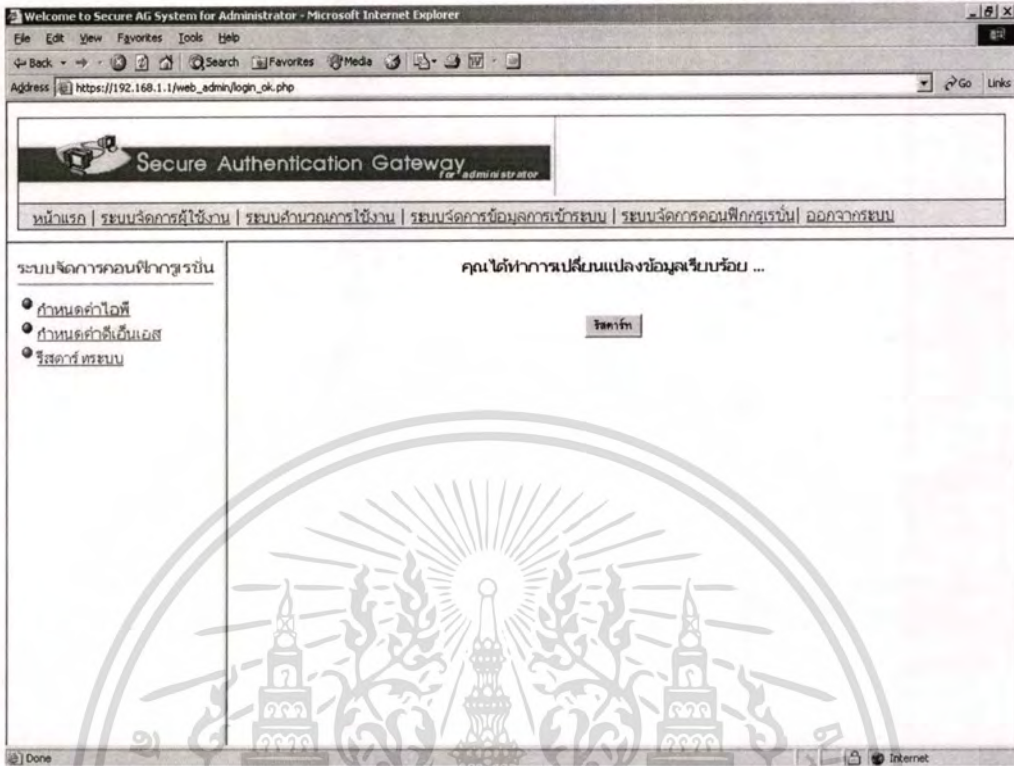 Welcome to Secure AG System for Administrator - Microsoft Internet Explorer
File Edit View Favorites Tools Help
Back Search Favorites Media
Address https://192.168.1.1/web_admin/login_ok.php Go Links
Secure Authentication Gateway
for administrator
หน้าแรก | ระบบจัดการผู้ใช้งาน | ระบบคำนวณการใช้งาน | ระบบจัดการข้อมูลการเข้าระบบ | ระบบจัดการคอนฟิกกรูเรชั่น| ออกจากระบบ
ระบบจัดการคอนฟิกกรูเรชั่น
กำหนดค่าไอพี
กำหนดค่าดีเอ็นเอส
รีสตาร์ทระบบ
คุณได้ทำการเปลี่ยนแปลงข้อมูลเรียบร้อย ...
รีสตาร์ท
Done Internet